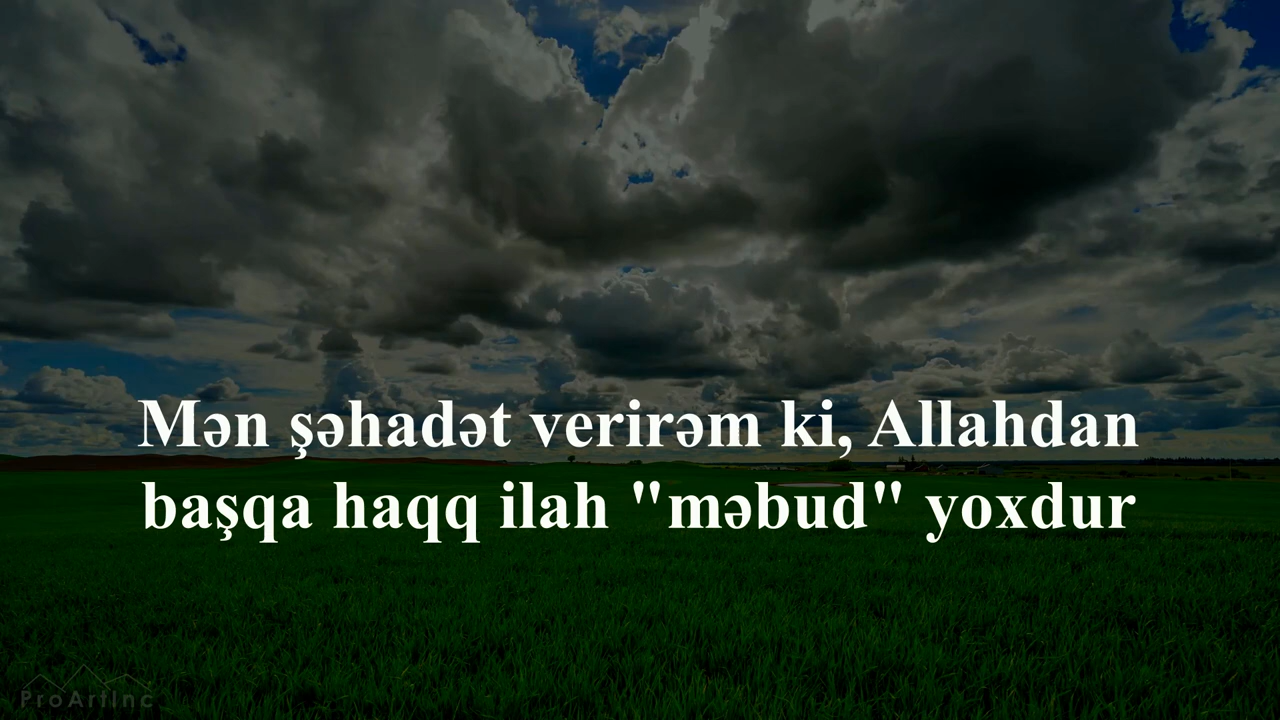 Mən şəhadət verirəm ki, Allahdan
başqa haqq ilah "məbud" yoxdur
ProArtInc